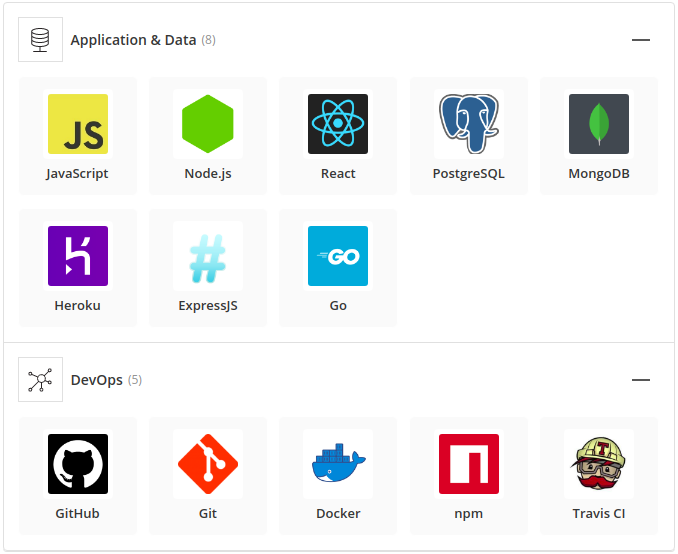 Application & Data (8)
JS
JavaScript
Node.js
React
PostgreSQL
MongoDB
Heroku
#
ExpressJS
GO
Go
DevOps (5)
GitHub
Git
Docker
npm
T
Travis CI